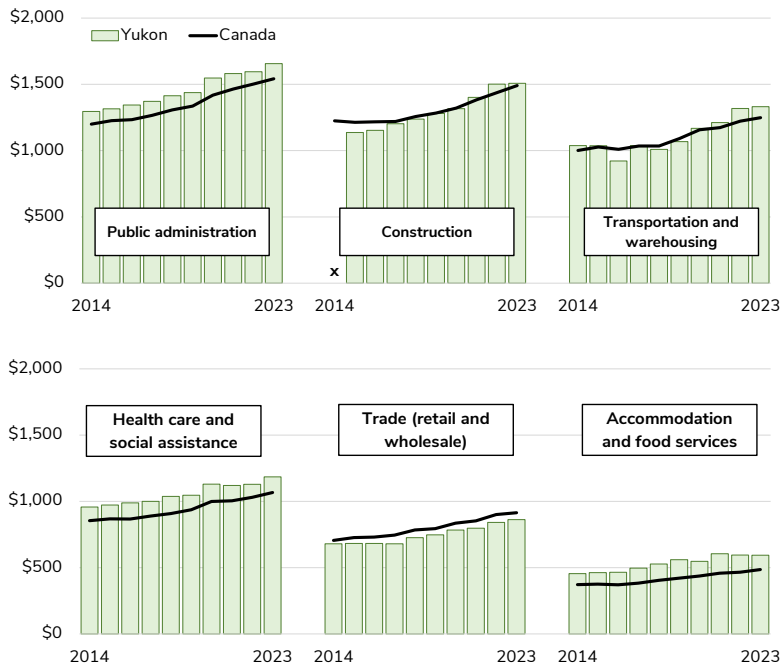 $2,000
Yukon Canada
$1,500
$1,000
$500
Public administration
Construction
Transportation and
warehousing
x
$0
2014 2023 2014 2023 2014 2023
$2,000
Health care and
social assistance
Trade (retail and
wholesale)
Accommodation
and food services
$1,500
$1,000
$500
$0
2014 2023 2014 2023 2014 2023